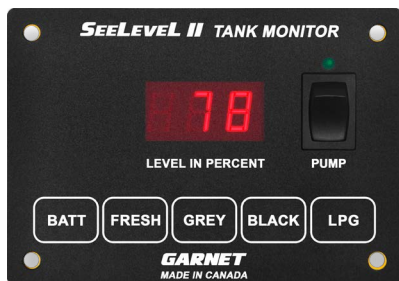 SEELEVEL II TANK MONITOR
78
LEVEL IN PERCENT PUMP
BATT FRESH GREY BLACK LPG
GARNET
MADE IN CANADA